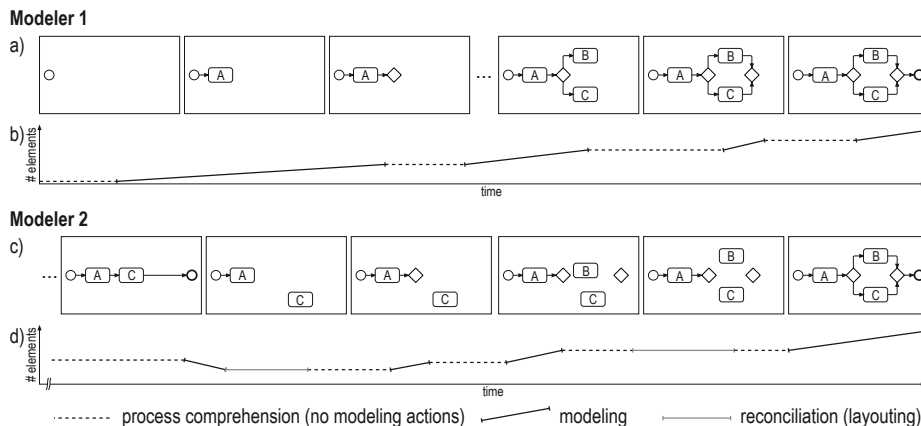 Modeler 1
a)
A
A
... A B C
A B C
A B C
b)
# elements
time
Modeler 2
c)
... A C
A C
A C
A B C
A B C
A B C
d)
# elements
time
process comprehension (no modeling actions) modeling reconciliation (layouting)